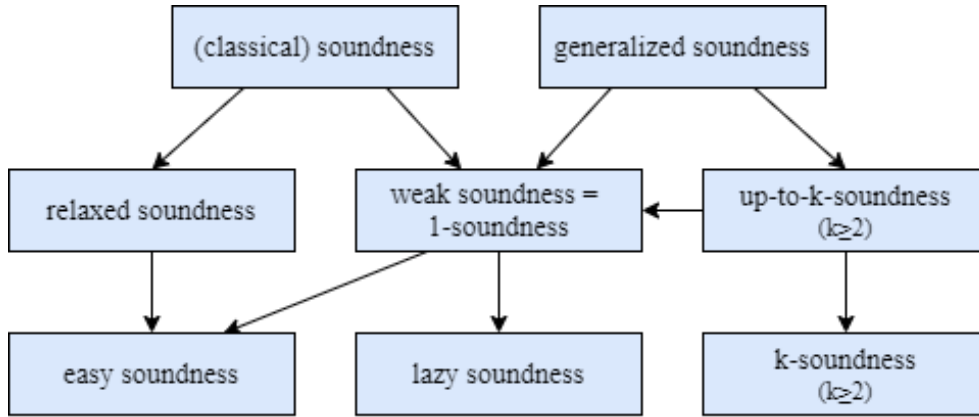 (classical) soundness
generalized soundness
relaxed soundness
weak soundness =
1-soundness
up-to-k-soundness
(k≥2)
easy soundness
lazy soundness
k-soundness
(k≥2)